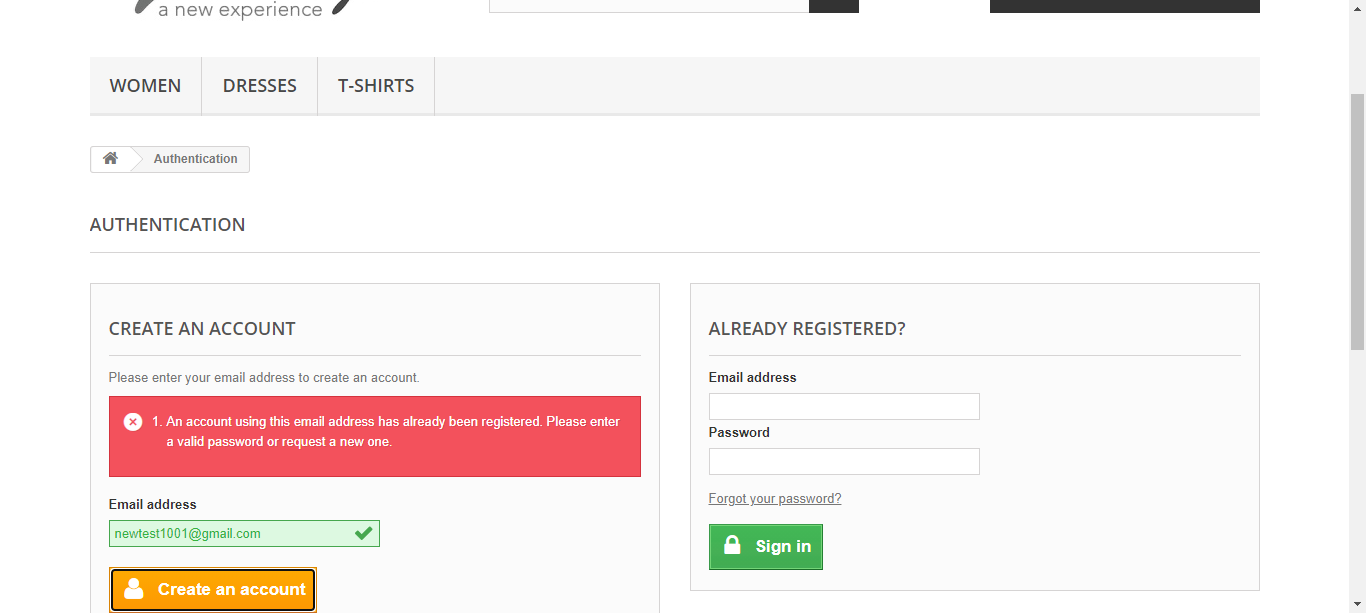 a new experience
WOMEN
DRESSES
T-SHIRTS
Authentication
AUTHENTICATION
CREATE AN ACCOUNT
Please enter your email address to create an account.
1. An account using this email address has already been registered. Please enter
a valid password or request a new one.
Email address
newtest1001@gmail.com
Create an account
ALREADY REGISTERED?
Email address
Password
Forgot your password?
Sign in